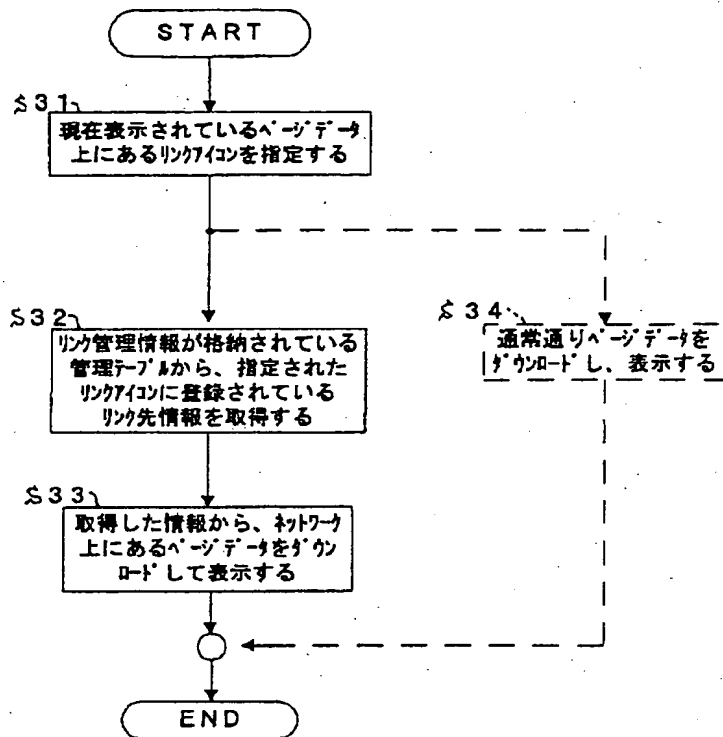 START
S31
現在表示されているﾍﾟｰｼﾞﾃﾞｰﾀ
上にあるﾘﾝｸｱｲｺﾝを指定する
S32
ﾘﾝｸ管理情報が格納されている
管理ﾃｰﾌﾞﾙから、指定された
ﾘﾝｸｱｲｺﾝに登録されている
ﾘﾝｸ先情報を取得する
S34
通常通りﾍﾟｰｼﾞﾃﾞｰﾀを
ﾀﾞｳﾝﾛｰﾄﾞし、表示する
S33
取得した情報から、ﾈｯﾄﾜｰｸ
上にあるﾍﾟｰｼﾞﾃﾞｰﾀをﾀﾞｳﾝ
ﾛｰﾄﾞして表示する
END